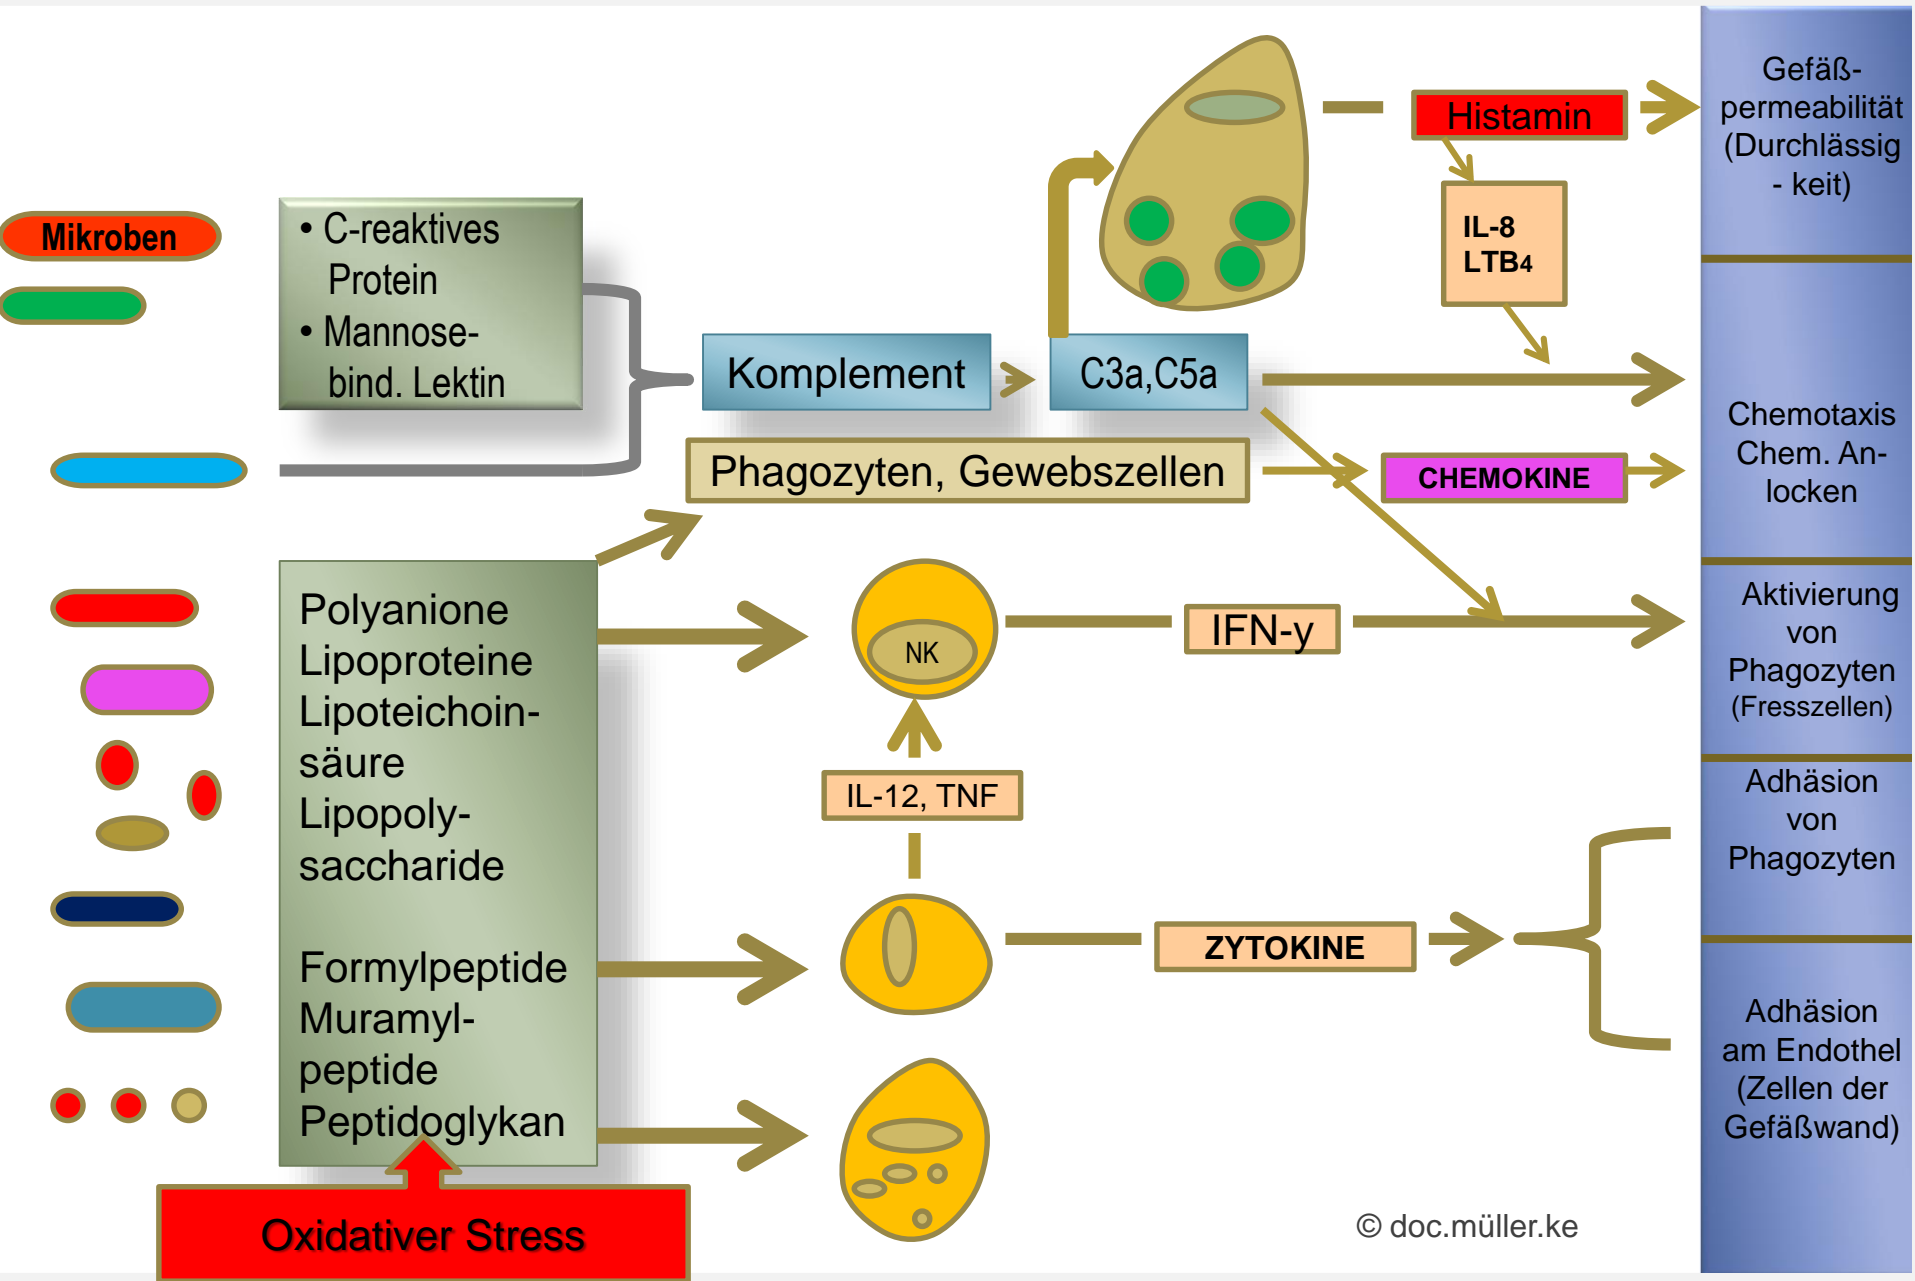 Mikroben
• C-reaktives
Protein
• Mannose-
bind. Lektin
Komplement
C3a,C5a
Phagozyten, Gewebszellen
Histamin
IL-8
LTB4
CHEMOKINE
Polyanione
Lipoproteine
Lipoteichoin-
säure
Lipopoly-
saccharide
Formylpeptide
Muramyl-
peptide
Peptidoglykan
Oxidativer Stress
NK
IFN-y
IL-12, TNF
ZYTOKINE
Gefäß-
permeabilität
(Durchlässig
- keit)
Chemotaxis
Chem. An-
locken
Aktivierung
von
Phagozyten
(Fresszellen)
Adhäsion
von
Phagozyten
Adhäsion
am Endothel
(Zellen der
Gefäßwand)
© doc.müller.ke